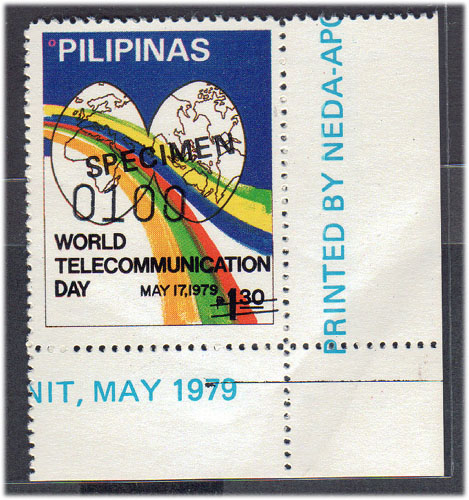 PILIPINAS
SPECIMEN
0100
WORLD
TELECOMMUNICATION
DAY MAY 17, 1979
₱1.30
PRINTED BY NEDA-APO
NIT, MAY 1979